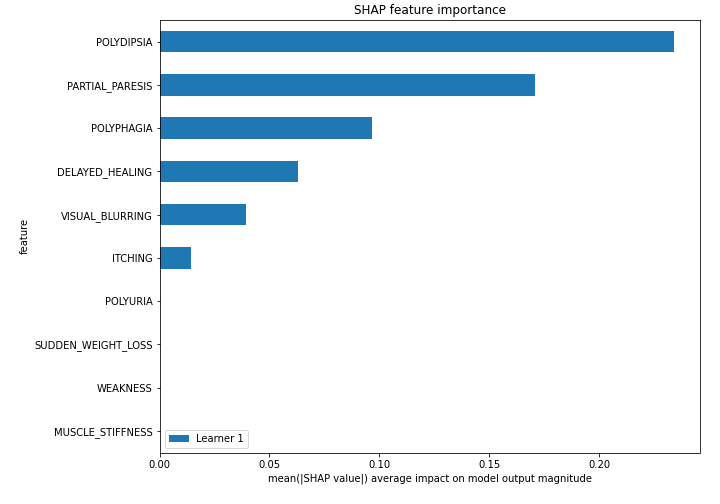 SHAP feature importance
POLYDIPSIA
PARTIAL_PARESIS
POLYPHAGIA
DELAYED_HEALING
VISUAL_BLURRING
ITCHING
POLYURIA
SUDDEN_WEIGHT_LOSS
WEAKNESS
MUSCLE_STIFFNESS
feature
Learner 1
0.00 0.05 0.10 0.15 0.20
mean(|SHAP value|) average impact on model output magnitude